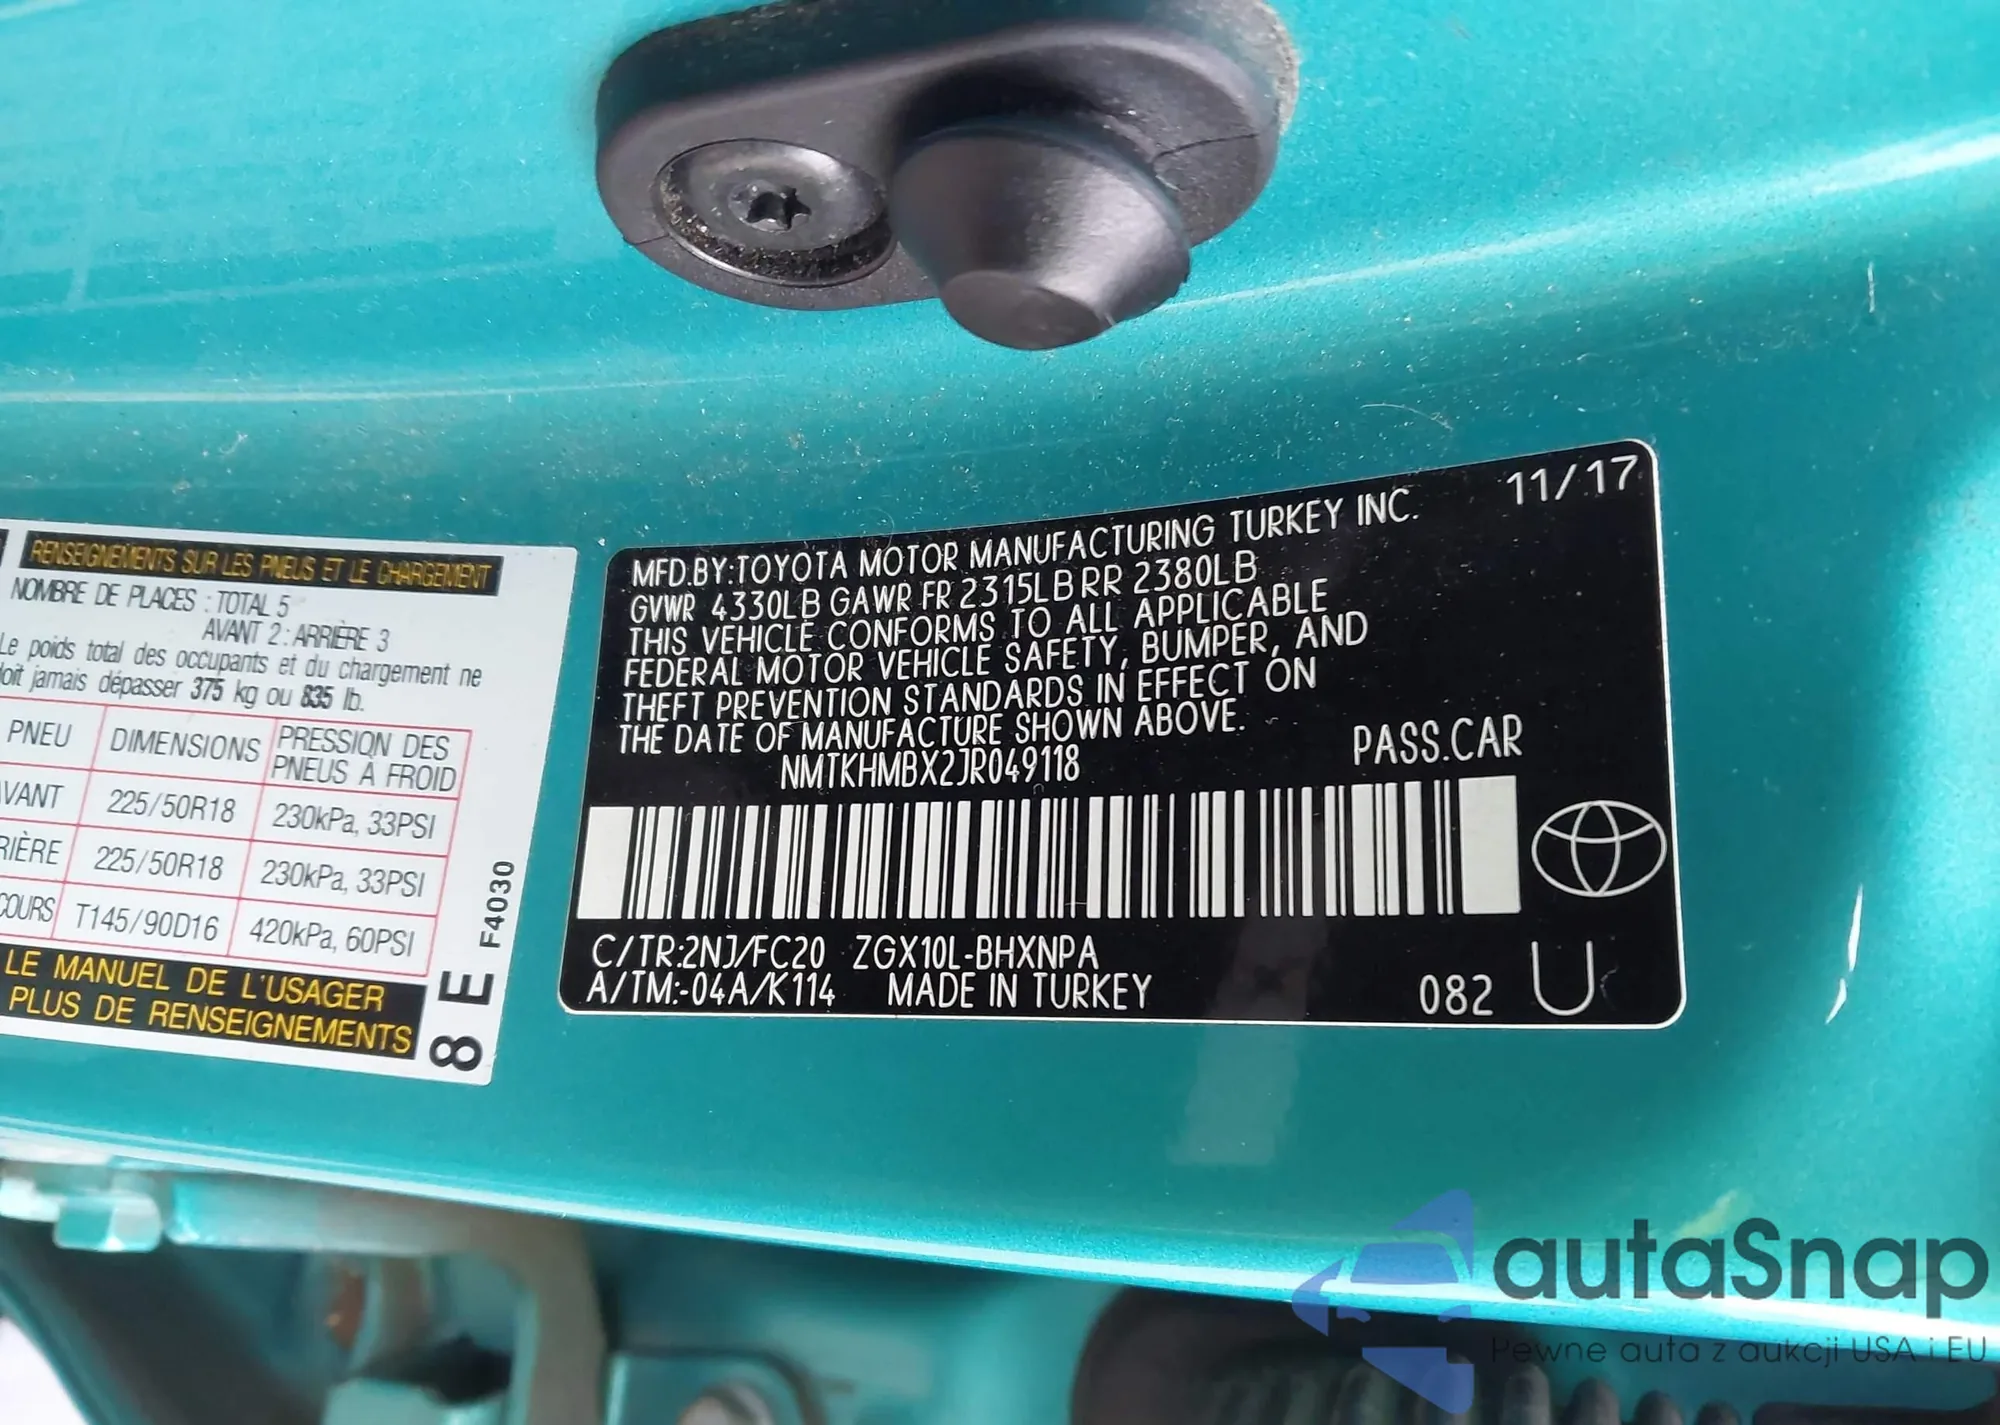 RENSEIGNEMENTS SUR LES PNEUS ET LE CHARGEMENT
NOMBRE DE PLACES : TOTAL 5
AVANT 2 : ARRIÈRE 3
Le poids total des occupants et du chargement ne
doit jamais dépasser 375 kg ou 835 lb.
PNEU DIMENSIONS PRESSION DES PNEUS À FROID
AVANT 225/50R18 230kPa, 33PSI
RIÈRE 225/50R18 230kPa, 33PSI
COURS T145/90D16 420kPa, 60PSI
LE MANUEL DE L'USAGER
PLUS DE RENSEIGNEMENTS
F4030
8 E
11/17
MFD.BY:TOYOTA MOTOR MANUFACTURING TURKEY INC.
GVWR 4330LB GAWR FR 2315LB RR 2380LB
THIS VEHICLE CONFORMS TO ALL APPLICABLE
FEDERAL MOTOR VEHICLE SAFETY, BUMPER, AND
THEFT PREVENTION STANDARDS IN EFFECT ON
THE DATE OF MANUFACTURE SHOWN ABOVE.
NMTKHMBX2JR049118 PASS.CAR
C/TR:2NJ/FC20 ZGX10L-BHXNPA
A/TM:-04A/K114 MADE IN TURKEY 082 U
autaSnap
Pewne auta z aukcji USA i EU